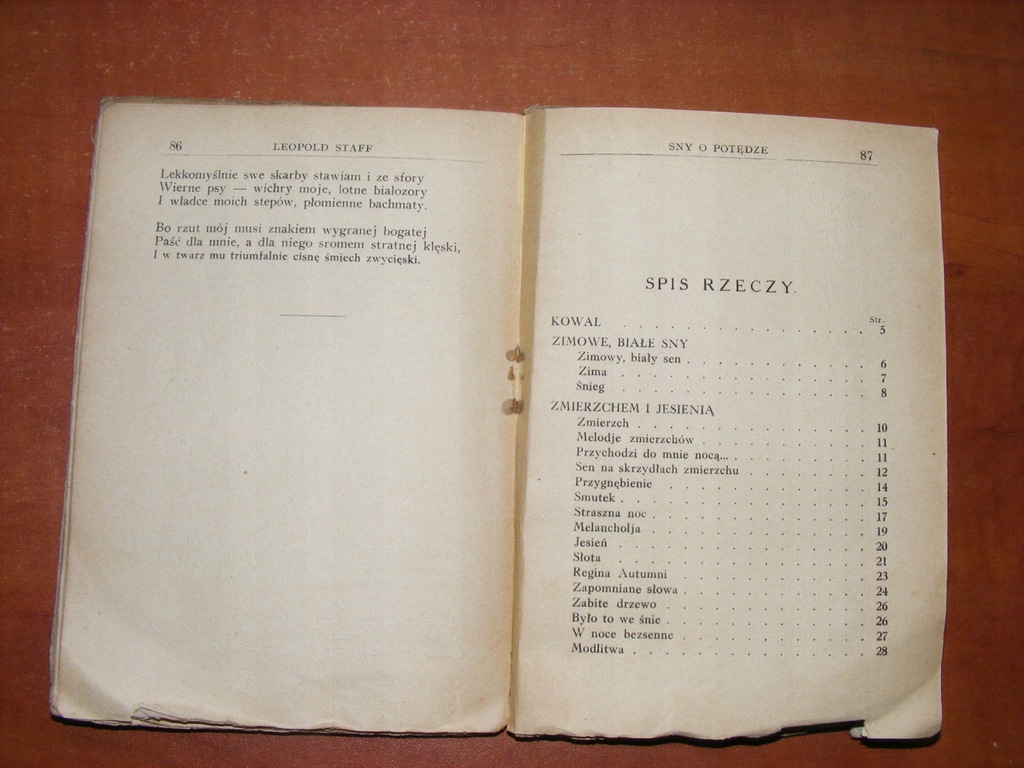 86 LEOPOLD STAFF
Lekkomyślnie swe skarby stawiam i ze sfory
Wierne psy — wichry moje, lotne białozory
I władce moich stepów, płomienne bachmaty.
Bo rzut mój musi znakiem wygranej bogatej
Paść dla mnie, a dla niego sromem stratnej klęski,
I w twarz mu triumfalnie cisnę śmiech zwycięski.
SNY O POTĘDZE 87
SPIS RZECZY.
Str.
KOWAL . . . . . . . . . . . . . . 5
ZIMOWE, BIAŁE SNY
Zimowy, biały sen . . . . . . . . . . 6
Zima . . . . . . . . . . . . . . 7
Śnieg . . . . . . . . . . . . . . 8
ZMIERZCHEM I JESIENIĄ
Zmierzch . . . . . . . . . . . . . 10
Melodje zmierzchów . . . . . . . . . 11
Przychodzi do mnie nocą... . . . . . . . . 11
Sen na skrzydłach zmierzchu . . . . . . . 12
Przygnębienie . . . . . . . . . . . 14
Smutek . . . . . . . . . . . . . 15
Straszna noc . . . . . . . . . . . . 17
Melancholja . . . . . . . . . . . . 19
Jesień . . . . . . . . . . . . . 20
Słota . . . . . . . . . . . . . . 21
Regina Autumni . . . . . . . . . . 23
Zapomniane słowa . . . . . . . . . . 24
Zabite drzewo . . . . . . . . . . . 26
Było to we śnie . . . . . . . . . . . 26
W noce bezsenne . . . . . . . . . . 27
Modlitwa . . . . . . . . . . . . . 28